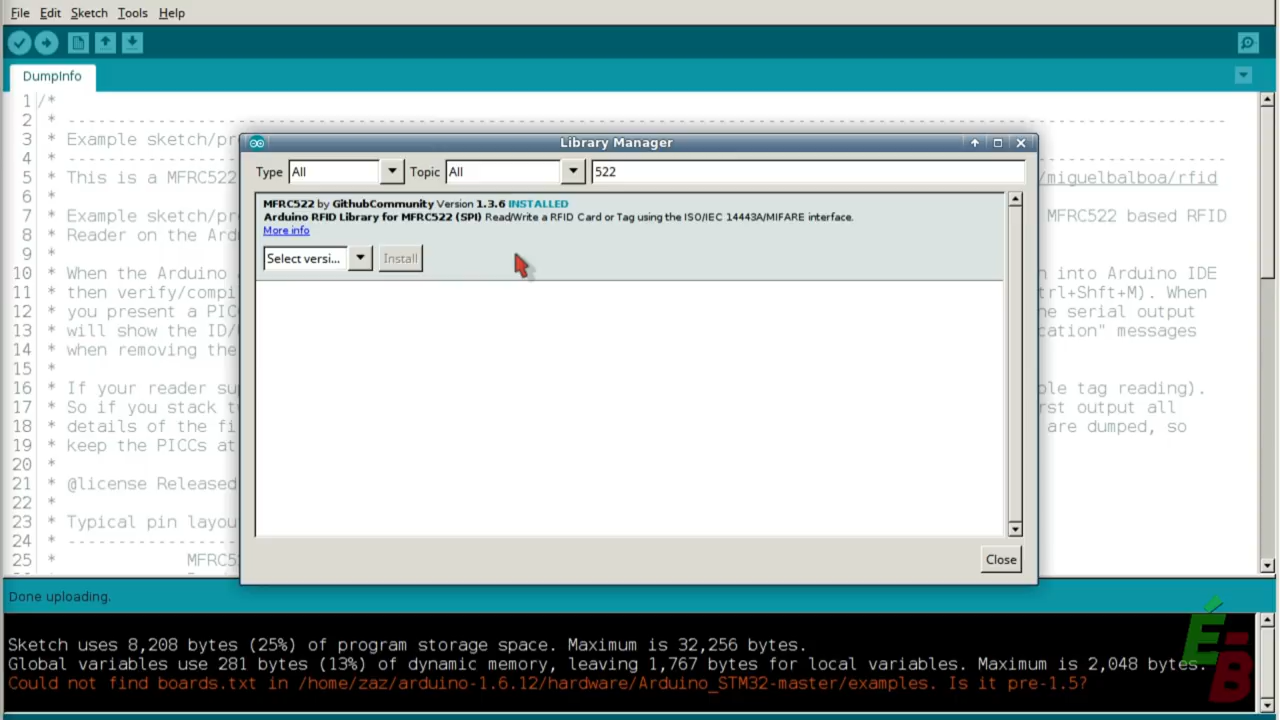 File Edit Sketch Tools Help
DumpInfo
1 /*
2 * --------------------------------------------------------------------------------------------------------------------
3 * Example sketch/pr
4 * --------------------------------------------------------------------------------------------------------------------
5 * This is a MFRC522 /miguelbalboa/rfid
6 *
7 * Example sketch/pr MFRC522 based RFID
8 * Reader on the Ard
9 *
10 * When the Arduino n into Arduino IDE
11 * then verify/compi trl+Shft+M). When
12 * you present a PIC he serial output
13 * will show the ID/ cation" messages
14 * when removing the
15 *
16 * If your reader su ple tag reading).
17 * So if you stack t rst output all
18 * details of the fi are dumped, so
19 * keep the PICCs at
20 *
21 * @license Released
22 *
23 * Typical pin layou
24 * -----------------
25 * MFRC5
Library Manager
Type All Topic All 522
MFRC522 by GithubCommunity Version 1.3.6 INSTALLED
Arduino RFID Library for MFRC522 (SPI) Read/Write a RFID Card or Tag using the ISO/IEC 14443A/MIFARE interface.
More info
Select versi... Install
Close
Done uploading.
Sketch uses 8,208 bytes (25%) of program storage space. Maximum is 32,256 bytes.
Global variables use 281 bytes (13%) of dynamic memory, leaving 1,767 bytes for local variables. Maximum is 2,048 bytes.
Could not find boards.txt in /home/zaz/arduino-1.6.12/hardware/Arduino_STM32-master/examples. Is it pre-1.5?
É-B